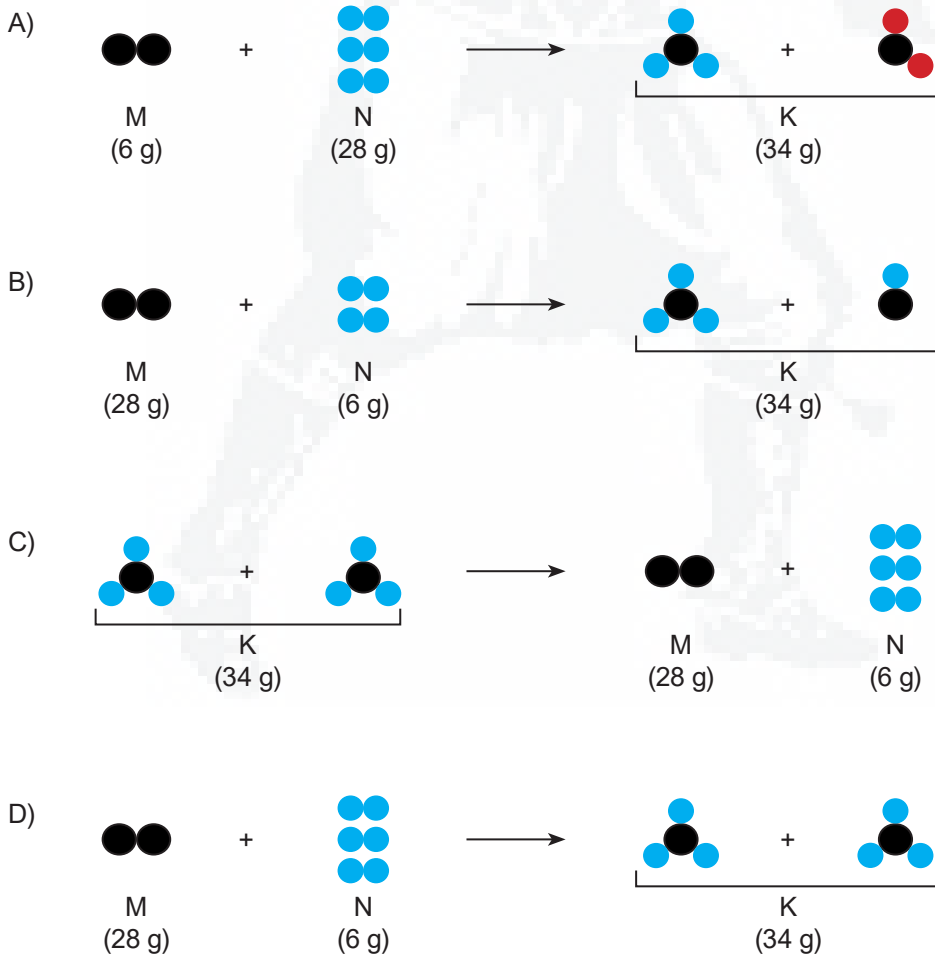 A)
+
+
M
N
K
(6 g)
(28 g)
(34 g)
B)
+
+
M
N
K
(28 g)
(6 g)
(34 g)
C)
+
+
K
M
N
(34 g)
(28 g)
(6 g)
D)
+
+
M
N
K
(28 g)
(6 g)
(34 g)